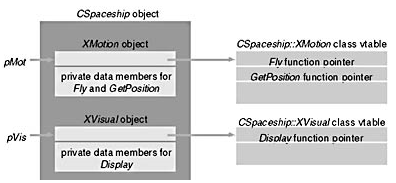 CSpaceship object
XMotion object
pMot
private data members for
Fly and GetPosition
CSpaceship::XMotion class vtable
Fly function pointer
GetPosition function pointer
XVisual object
pVis
private data members for
Display
CSpaceship::XVisual class vtable
Display function pointer